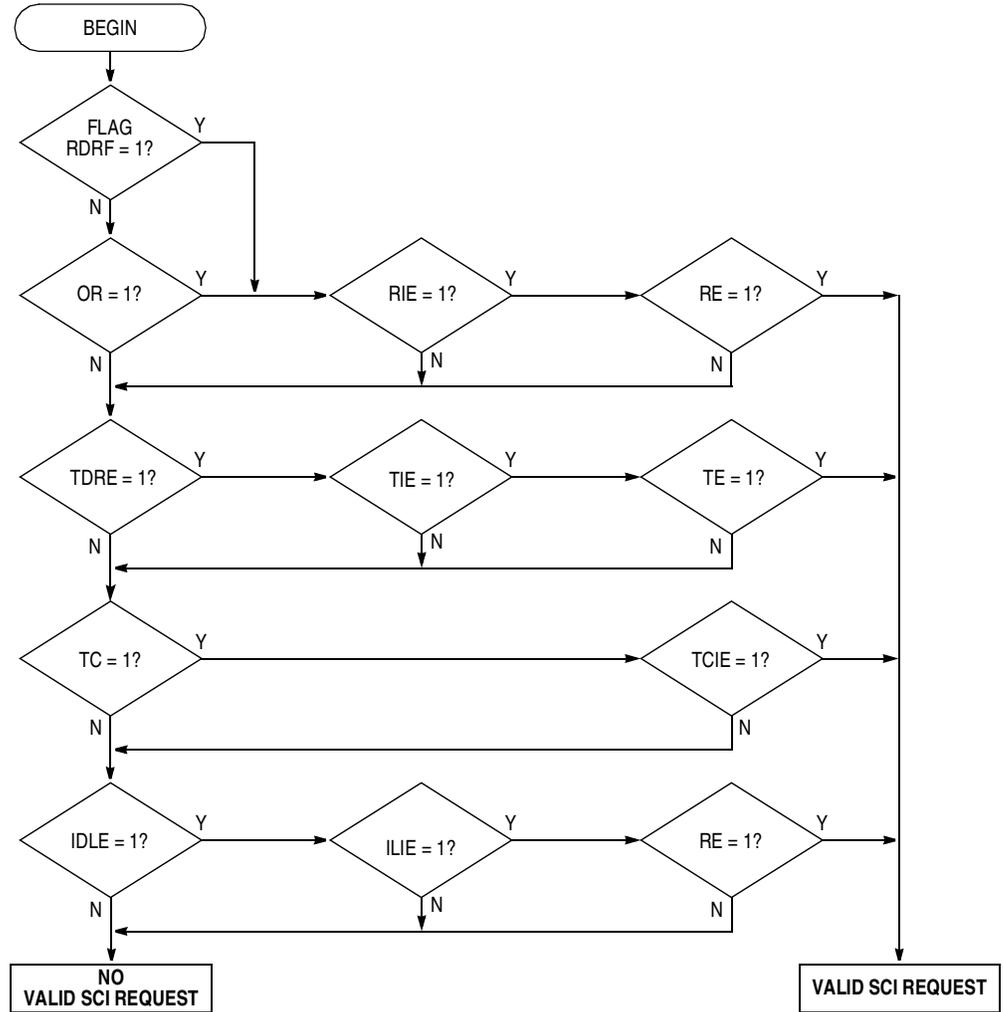 BEGIN
FLAG
RDRF = 1?
Y
N
OR = 1?
Y
RIE = 1?
Y
RE = 1?
Y
N
N
N
TDRE = 1?
Y
TIE = 1?
Y
TE = 1?
Y
N
N
N
TC = 1?
Y
TCIE = 1?
Y
N
N
IDLE = 1?
Y
ILIE = 1?
Y
RE = 1?
Y
N
N
N
NO
VALID SCI REQUEST
VALID SCI REQUEST